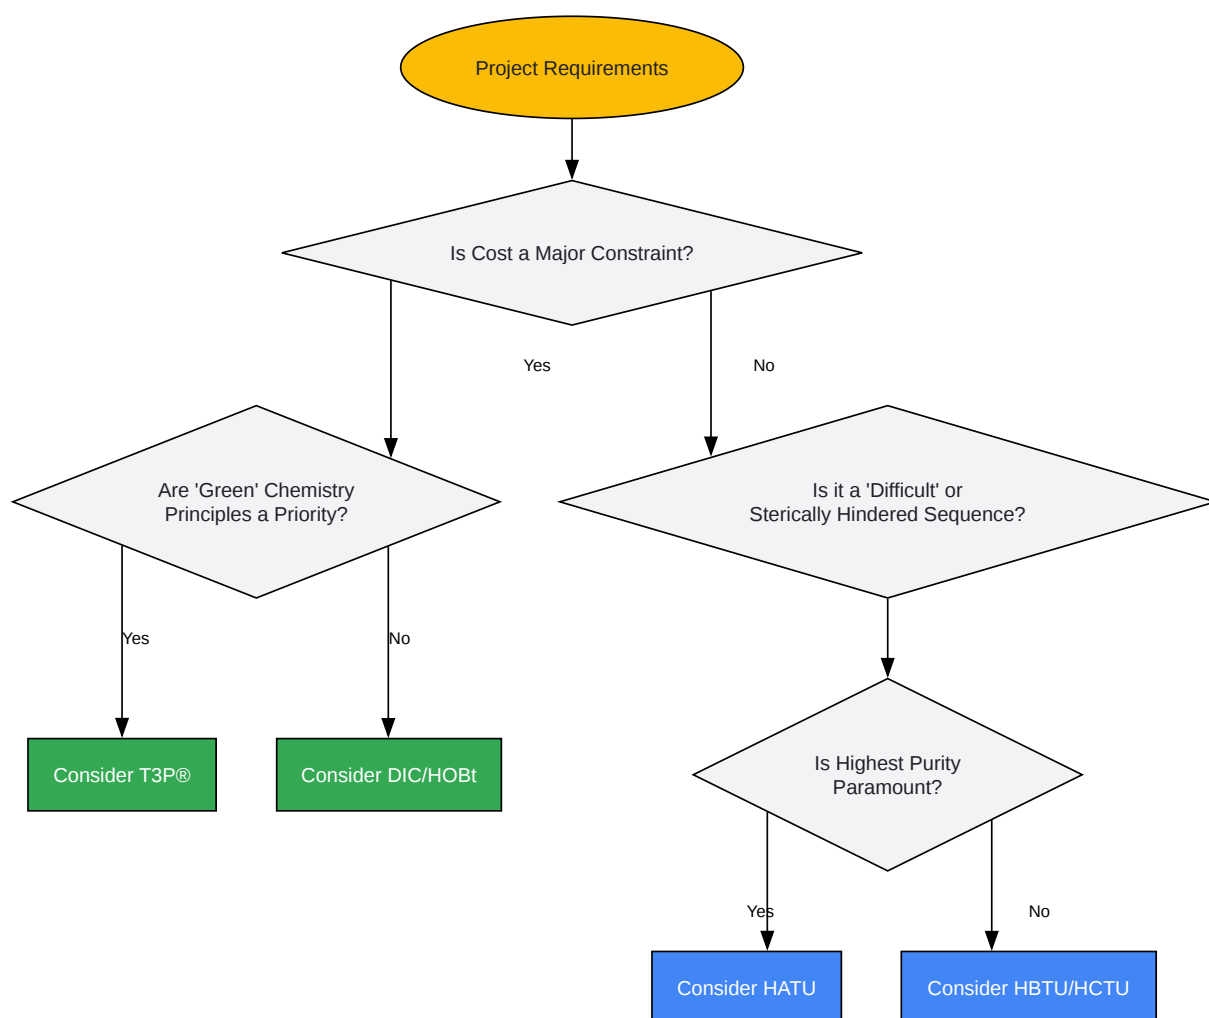 Project Requirements
Is Cost a Major Constraint?
Yes
No
Are 'Green' Chemistry
Principles a Priority?
Is it a 'Difficult' or
Sterically Hindered Sequence?
Yes
No
Consider T3P®
Consider DIC/HOBt
Is Highest Purity
Paramount?
Yes
No
Consider HATU
Consider HBTU/HCTU